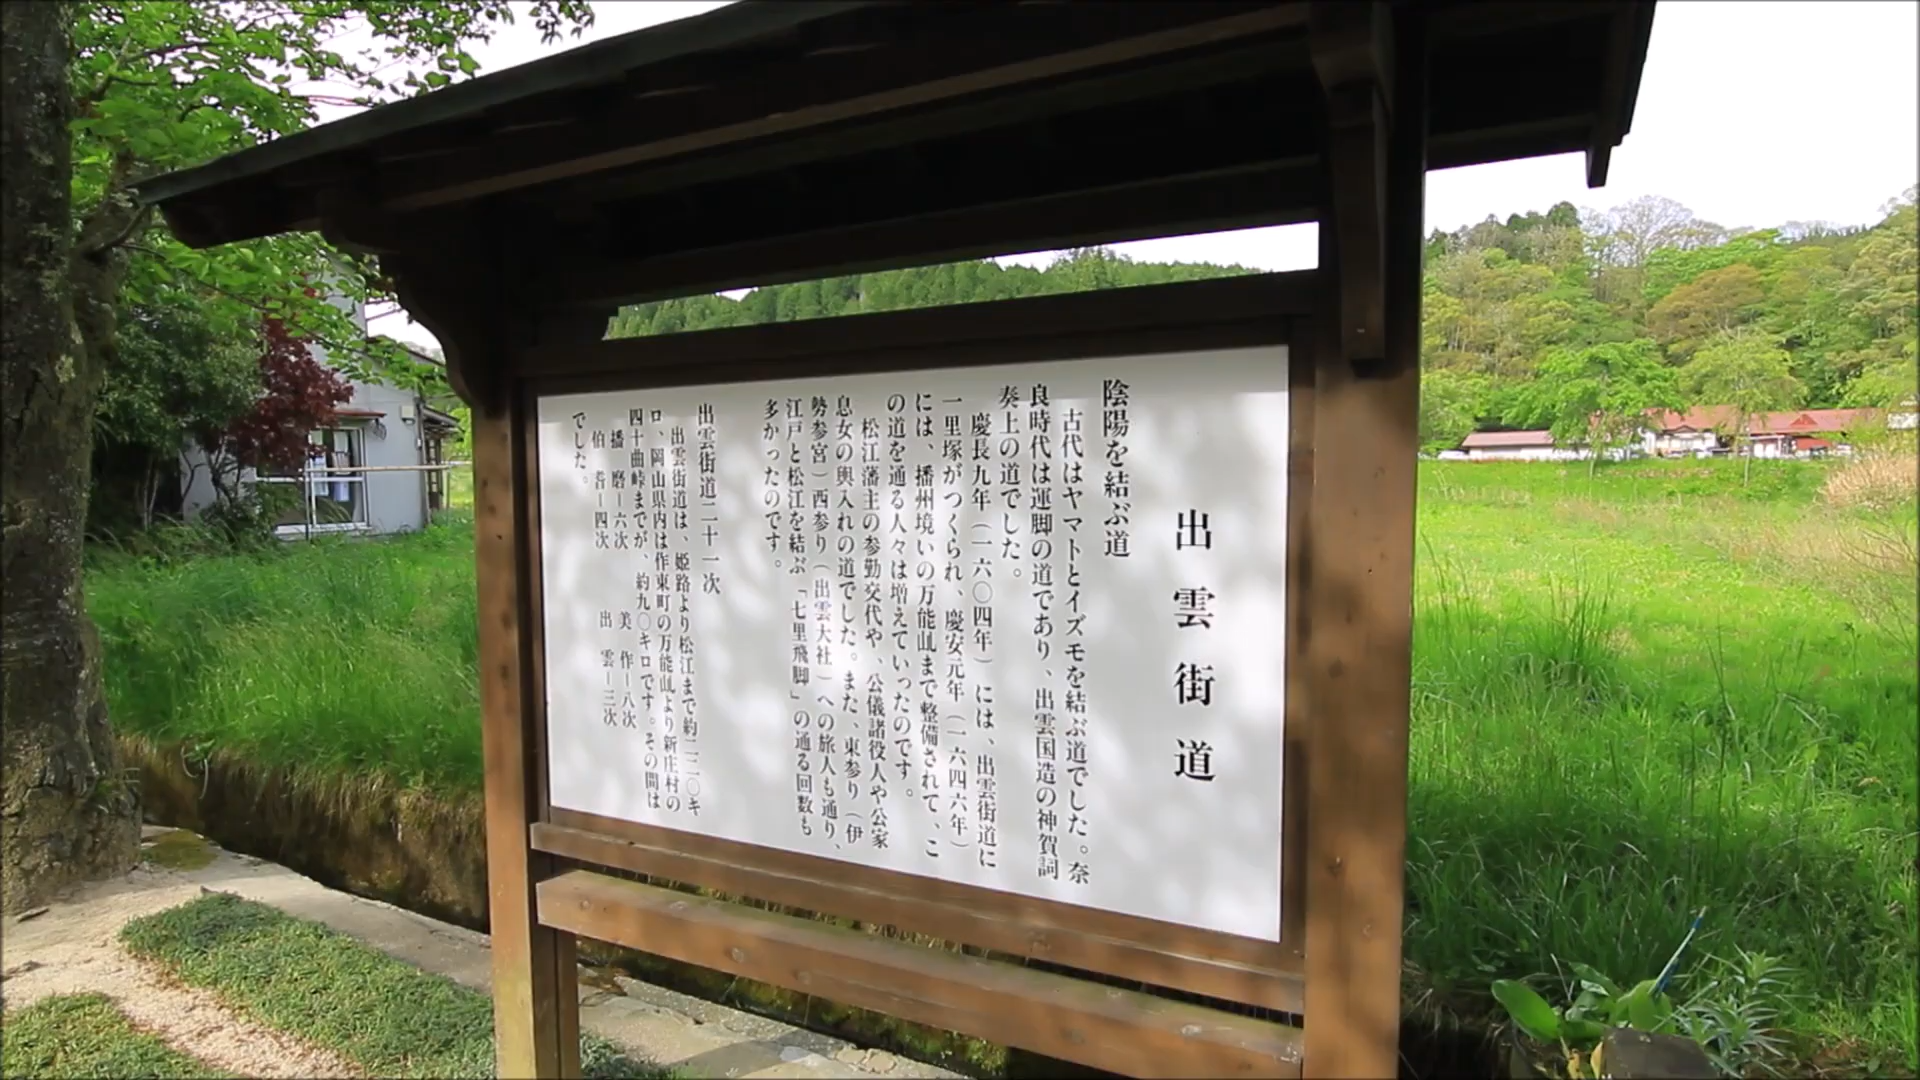 出雲街道
陰陽を結ぶ道
古代はヤマトとイズモを結ぶ道でした。奈
良時代は運脚の道であり、出雲国造の神賀詞
奏上の道でした。
慶長九年(一六〇四年)には、出雲街道に
一里塚がつくられ、慶安元年(一六四六年)
には、播州境いの万能乢まで整備されて、こ
の道を通る人々は増えていったのです。
松江藩主の参勤交代や、公儀諸役人や公家
息女の輿入れの道でした。また、東参り(伊
勢参宮)西参り(出雲大社)への旅人も通り、
江戸と松江を結ぶ「七里飛脚」の通る回数も
多かったのです。
出雲街道二十一次
出雲街道は、姫路より松江まで約二二〇キ
ロ、岡山県内は作東町の万能乢より新庄村の
四十曲峠までが、約九〇キロです。その間は
播磨ー六次 美作ー八次
伯耆ー四次 出雲ー三次
でした。